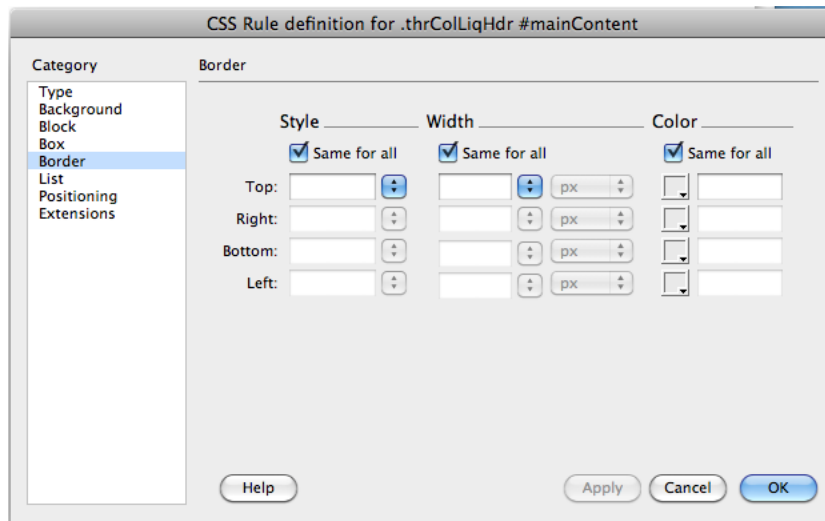 CSS Rule definition for .thrColLiqHdr #mainContent
Category
Type
Background
Block
Box
Border
List
Positioning
Extensions
Border
Style Width Color
Same for all Same for all Same for all
Top: px
Right: px
Bottom: px
Left: px
Help Apply Cancel OK